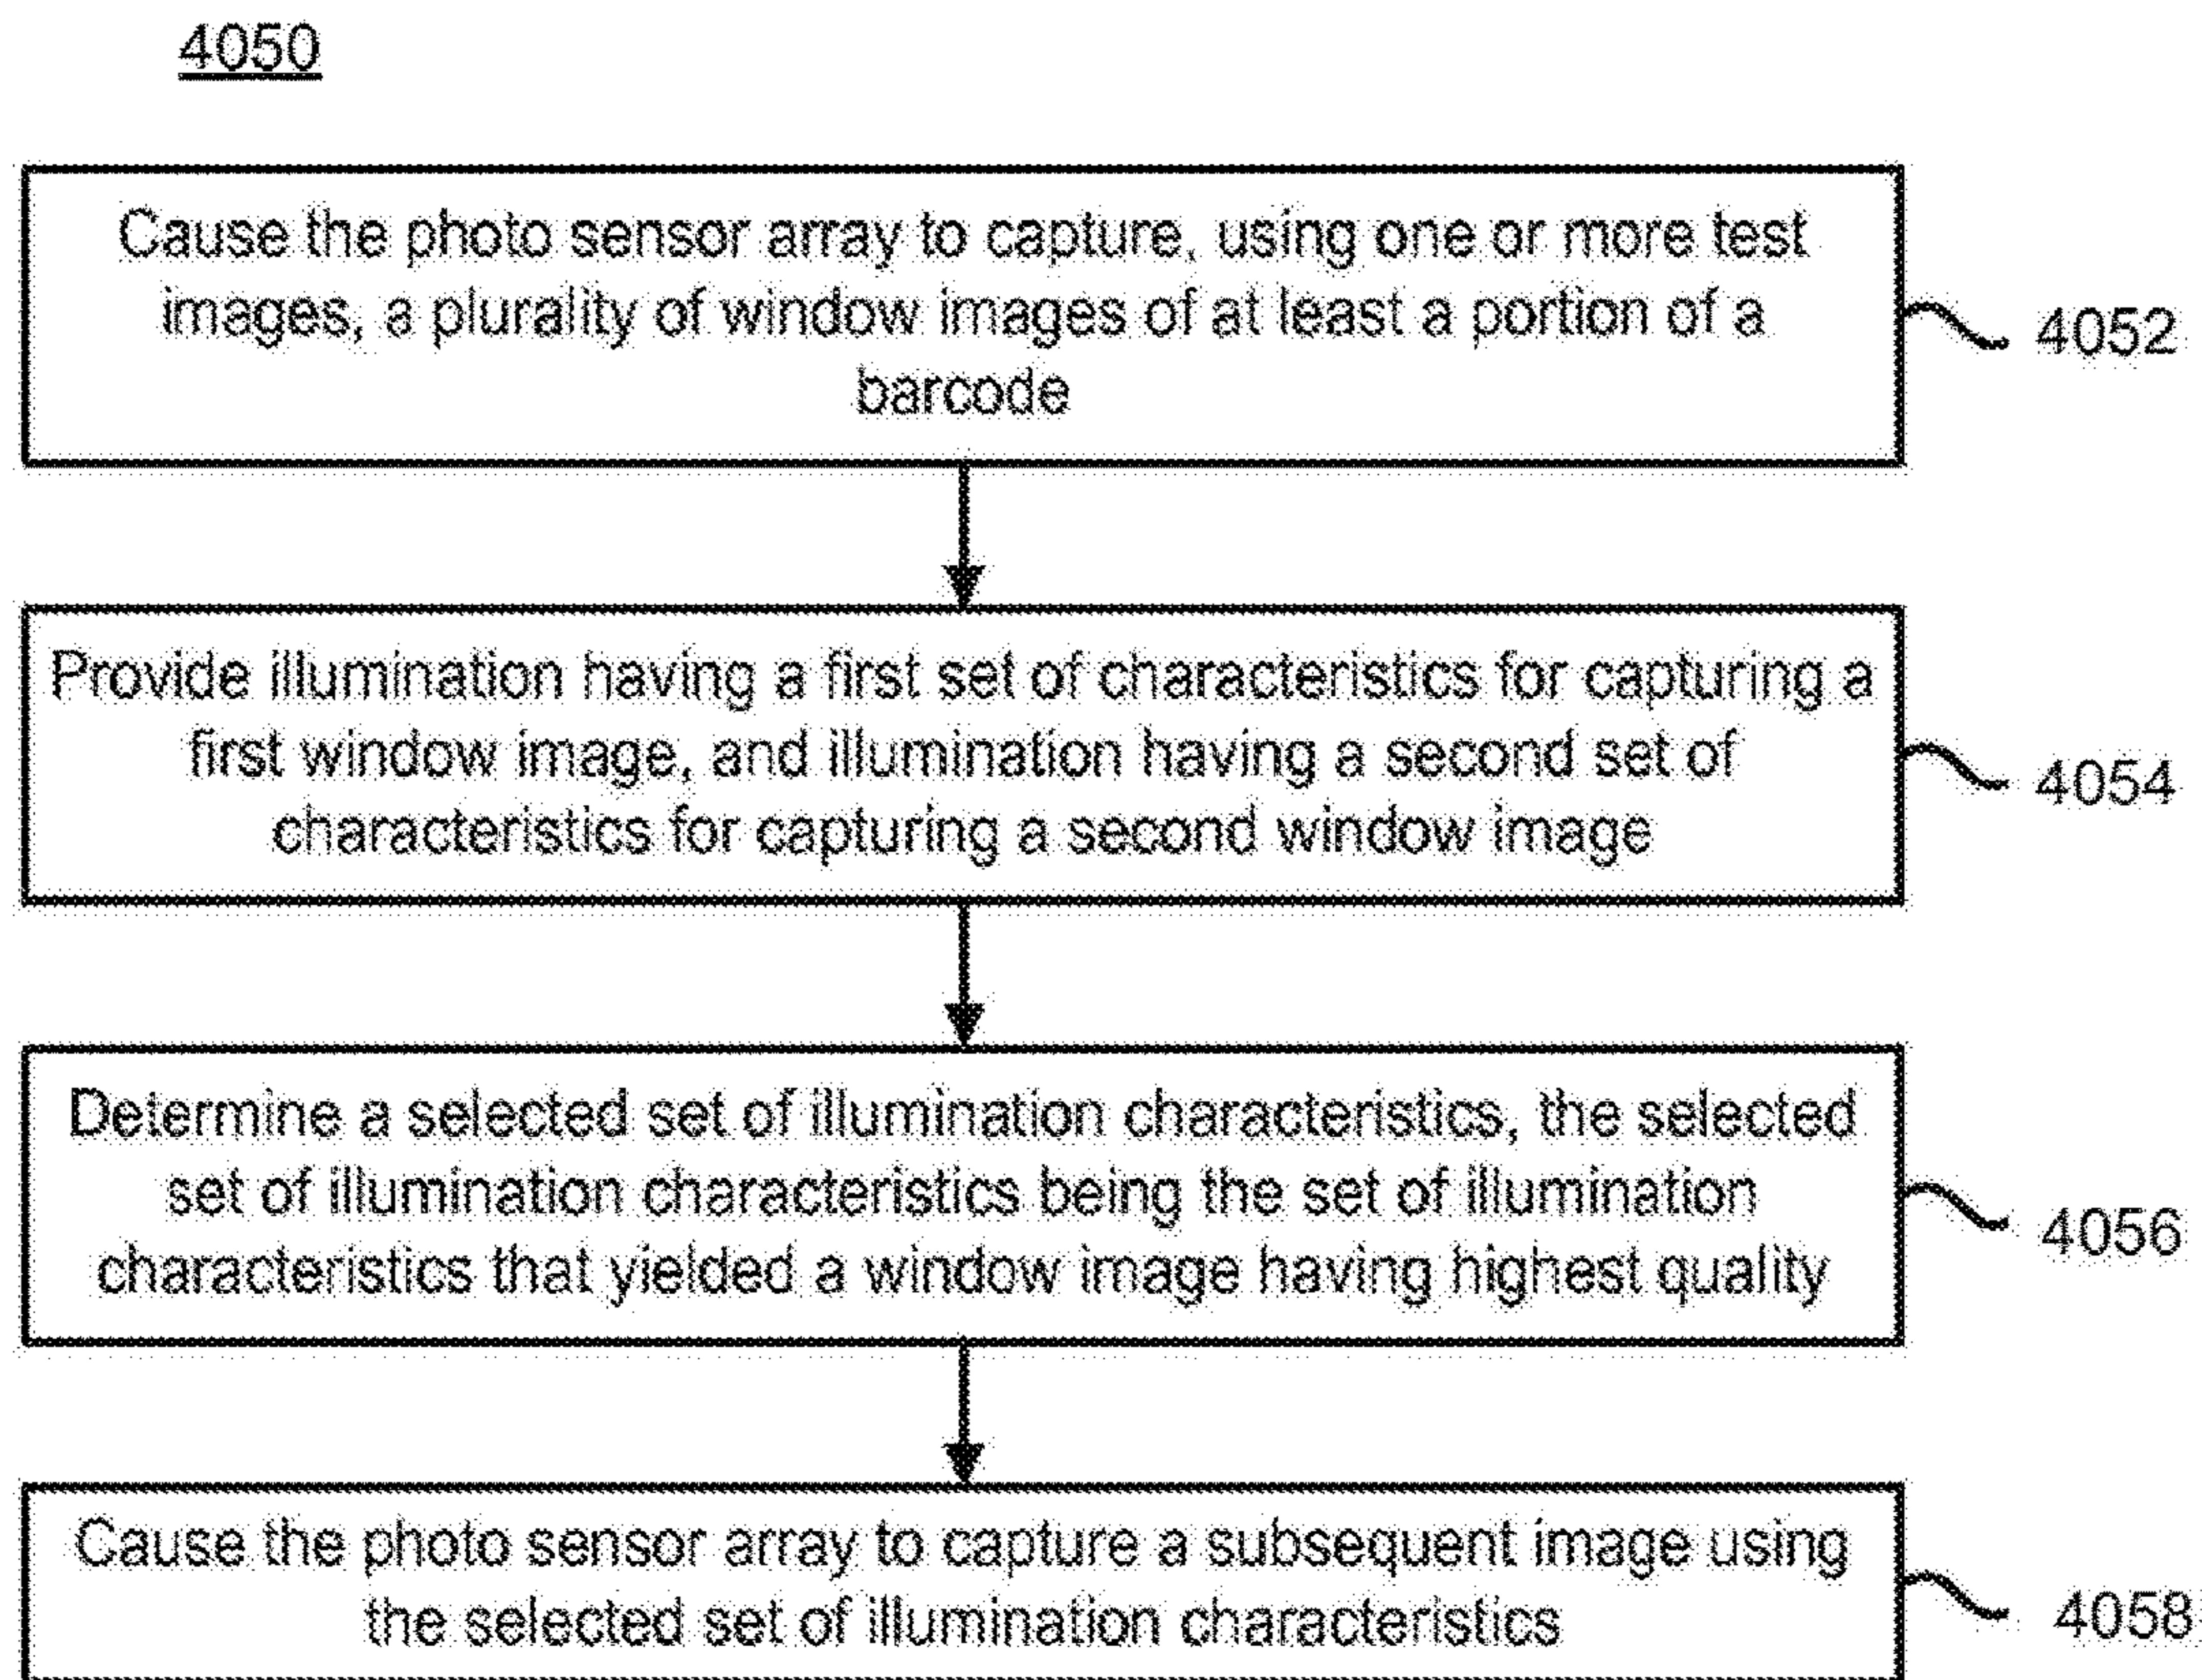 4050
Cause the photo sensor array to capture, using one or more test
images, a plurality of window images of at least a portion of a
barcode
4052
Provide illumination having a first set of characteristics for capturing a
first window image, and illumination having a second set of
characteristics for capturing a second window image
4054
Determine a selected set of illumination characteristics, the selected
set of illumination characteristics being the set of illumination
characteristics that yielded a window image having highest quality
4056
Cause the photo sensor array to capture a subsequent image using
the selected set of illumination characteristics
4058